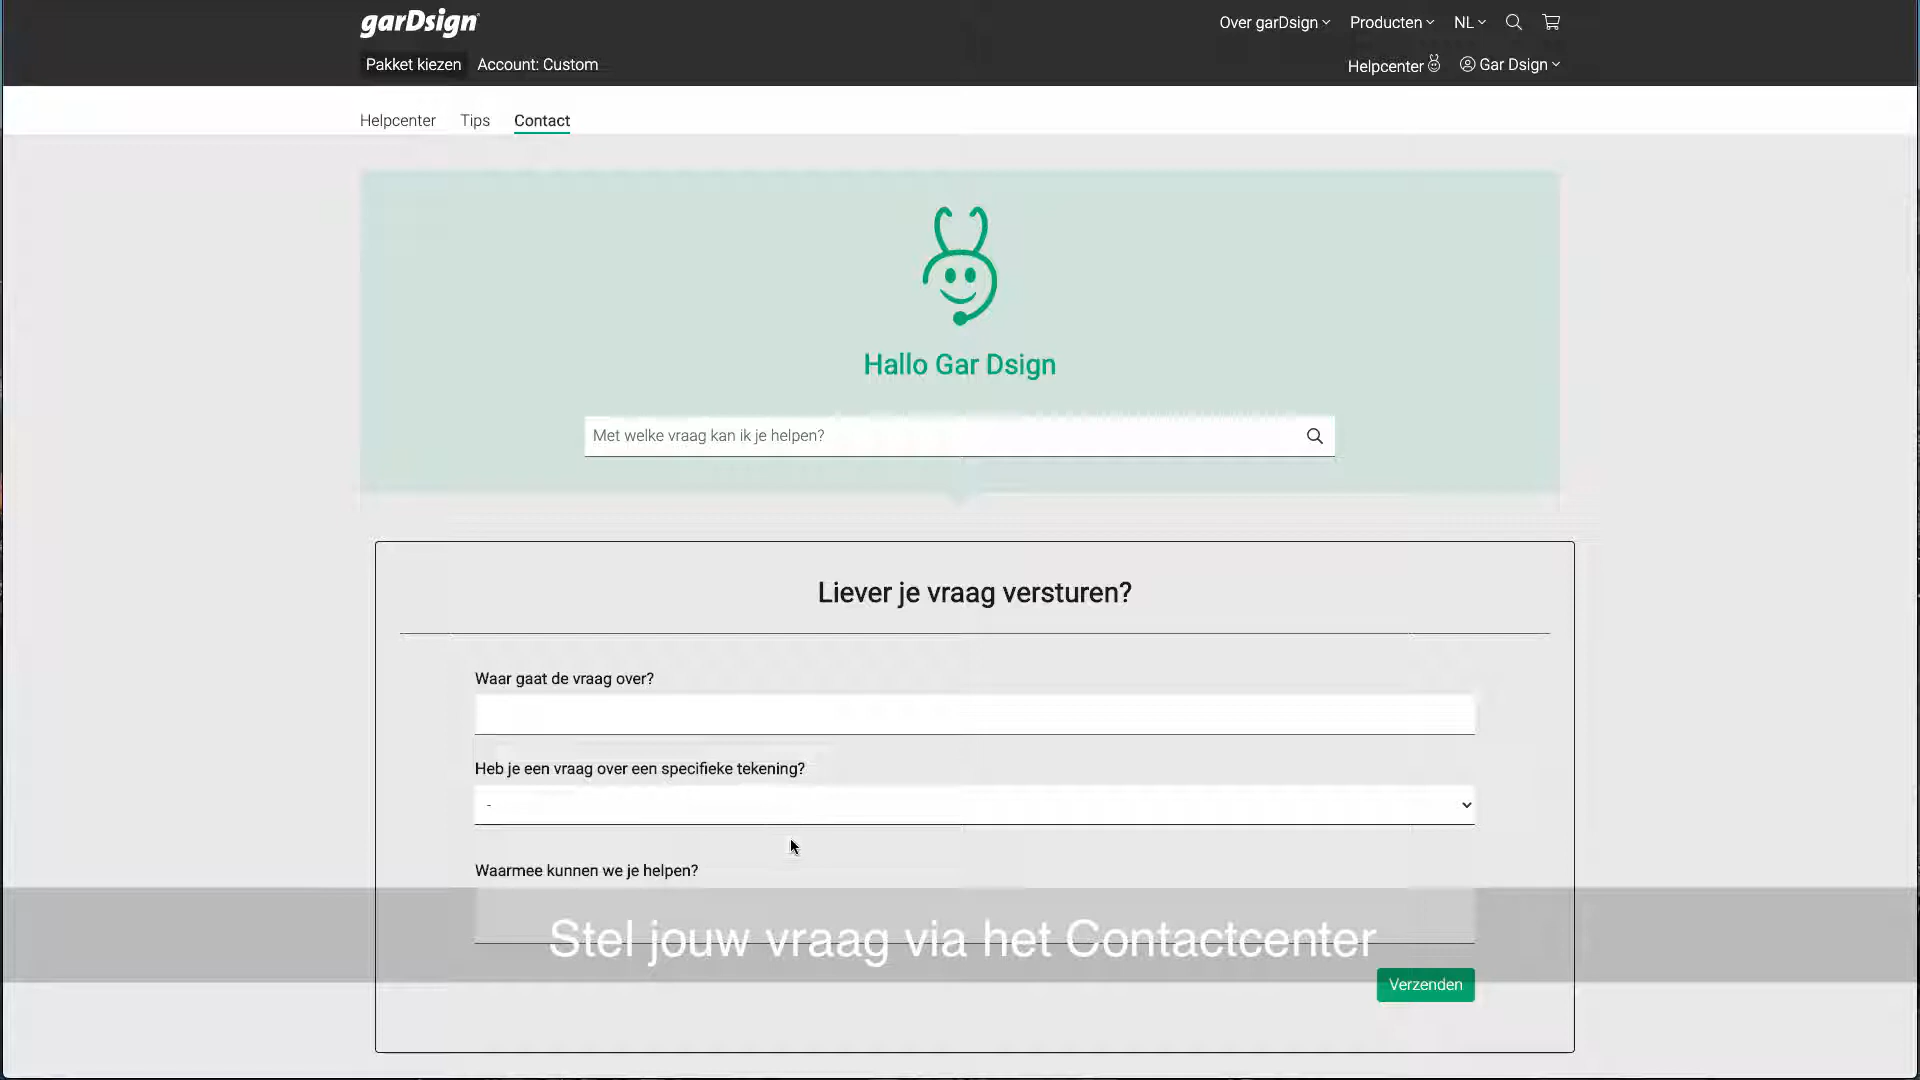 garDsign
Over garDsign Producten NL
Pakket kiezen Account: Custom
Helpcenter Gar Dsign
Helpcenter Tips Contact
Hallo Gar Dsign
Met welke vraag kan ik je helpen?
Liever je vraag versturen?
Waar gaat de vraag over?
Heb je een vraag over een specifieke tekening?
-
Waarmee kunnen we je helpen?
Stel jouw vraag via het Contactcenter
Verzenden